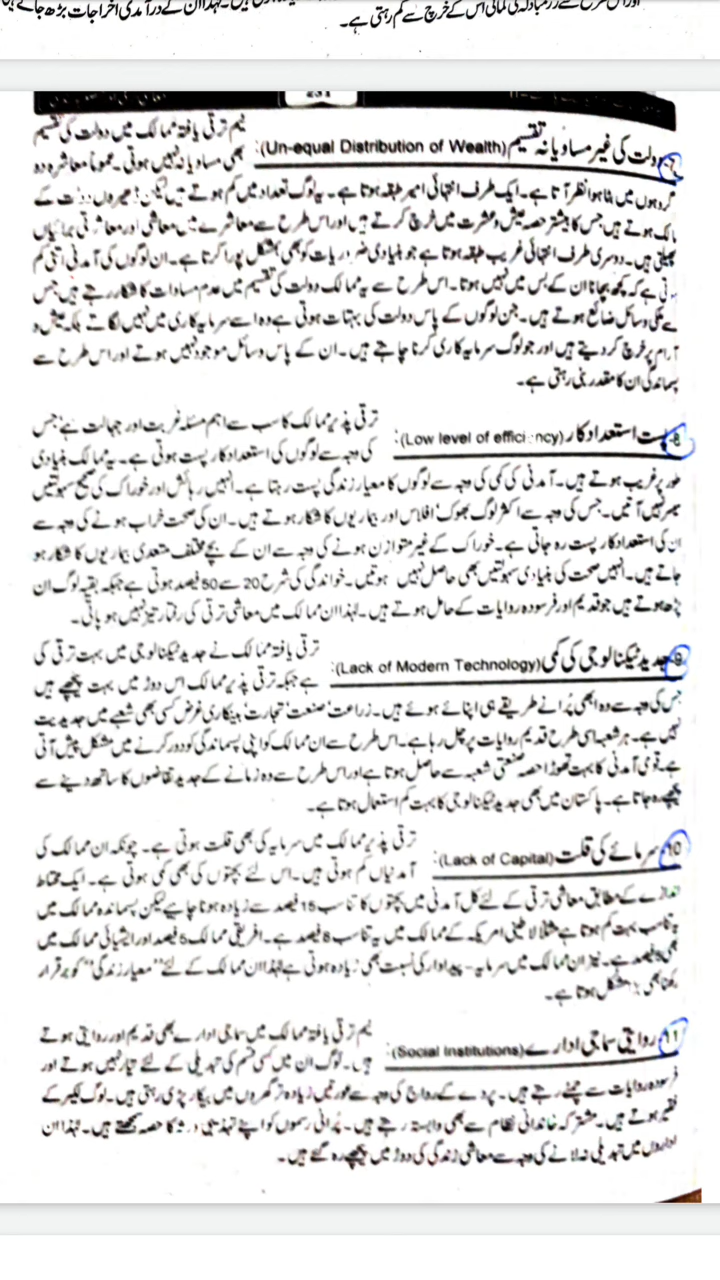 کم رہتی ہے۔
231
7- دولت کی غیر مساویانہ تقسیم (Un-equal Distribution of Wealth): نیم ترقی یافتہ ممالک میں دولت کی تقسیم
بھی مساویانہ نہیں ہوتی۔ عموماً معاشرہ دو
گروہوں میں بٹا ہوا نظر آتا ہے۔ ایک طرف انتہائی امیر طبقہ ہوتا ہے۔ یہ لوگ تعداد میں کم ہوتے ہیں لیکن ڈھیروں دولت کے
مالک ہوتے ہیں جس کا بیشتر حصہ عیش و عشرت میں خرچ کرتے ہیں اور اس طرح سے معاشرے میں معاشی اور معاشرتی برائیاں
پھیلتی ہیں۔ دوسری طرف انتہائی غریب طبقہ ہوتا ہے جو بنیادی ضروریات کو بھی بمشکل پورا کرتا ہے۔ ان لوگوں کی آمدنی اتنی کم
ہوتی ہے کہ کچھ بچانا ان کے بس میں نہیں ہوتا۔ اس طرح سے یہ ممالک دولت کی تقسیم میں عدم مساوات کا شکار رہتے ہیں جس
سے ملکی وسائل ضائع ہوتے ہیں۔ جن لوگوں کے پاس دولت کی بہتات ہوتی ہے وہ اسے سرمایہ کاری میں نہیں لگاتے بلکہ عیش و
آرام پر خرچ کر دیتے ہیں اور جو لوگ سرمایہ کاری کرنا چاہتے ہیں۔ ان کے پاس وسائل موجود نہیں ہوتے اور اس طرح سے
پسماندگی ان کا مقدر بنی رہتی ہے۔
8- پست استعداد کار (Low level of efficiency): ترقی پذیر ممالک کا سب سے اہم مسئلہ غربت اور جہالت ہے جس
کی وجہ سے لوگوں کی استعداد کار پست ہوتی ہے۔ یہ ممالک بنیادی
طور پر غریب ہوتے ہیں۔ آمدنی کی کمی کی وجہ سے لوگوں کا معیار زندگی پست رہتا ہے۔ انہیں رہائش اور خوراک کی صحیح سہولتیں
میسر نہیں آتیں۔ جس کی وجہ سے اکثر لوگ بھوک، افلاس اور بیماریوں کا شکار ہوتے ہیں۔ ان کی صحت خراب ہونے کی وجہ سے
ان کی استعداد کار پست رہ جاتی ہے۔ خوراک کے غیر متوازن ہونے کی وجہ سے ان کے بچے مختلف متعدی بیماریوں کا شکار ہو
جاتے ہیں۔ انہیں صحت کی بنیادی سہولتیں بھی حاصل نہیں ہوتیں۔ خواندگی کی شرح 20 سے 50 فیصد ہوتی ہے جبکہ بقیہ لوگ ان
پڑھ ہوتے ہیں جو قدیم اور فرسودہ روایات کے حامل ہوتے ہیں۔ لہذا ان ممالک میں معاشی ترقی کی رفتار تیز نہیں ہو پاتی۔
9- جدید ٹیکنالوجی کی کمی (Lack of Modern Technology): ترقی یافتہ ممالک نے جدید ٹیکنالوجی میں بہت ترقی کی
ہے جبکہ ترقی پذیر ممالک اس دوڑ میں بہت پیچھے ہیں
جس کی وجہ سے وہ ابھی پرانے طریقے ہی اپنائے ہوئے ہیں۔ زراعت، صنعت، تجارت، بینکاری غرض کسی بھی شعبے میں جدیدیت
نہیں ہے۔ ہر شعبہ اسی طرح قدیم روایات پر چل رہا ہے۔ اس طرح سے ان ممالک کو اپنی پسماندگی کو دور کرنے میں مشکل پیش آتی
ہے۔ قومی آمدنی کا بہت تھوڑا حصہ صنعتی شعبہ سے حاصل ہوتا ہے اور اس طرح سے وہ زمانے کے جدید تقاضوں کا ساتھ دینے سے
پیچھے رہ جاتا ہے۔ پاکستان میں بھی جدید ٹیکنالوجی کا بہت کم استعمال ہوتا ہے۔
10- سرمائے کی قلت (Lack of Capital): ترقی پذیر ممالک میں سرمایہ کی بھی قلت ہوتی ہے۔ چونکہ ان ممالک کی
آمدنیاں کم ہوتی ہیں۔ اس لئے بچتوں کی بھی کمی ہوتی ہے۔ ایک محتاط
اندازے کے مطابق معاشی ترقی کے لئے کل آمدنی میں بچتوں کا تناسب 15 فیصد سے زیادہ ہونا چاہیے لیکن پسماندہ ممالک میں
یہ تناسب بہت کم ہوتا ہے مثلاً لاطینی امریکہ کے ممالک میں یہ تناسب 8 فیصد ہے۔ افریقی ممالک 5 فیصد اور ایشیائی ممالک میں
بھی فیصد ہے۔ نیز ان ممالک میں سرمایہ - پیداوار کی نسبت بھی زیادہ ہوتی ہے لہذا ان ممالک کے لئے "معیار زندگی" کو برقرار
رکھنا بھی مشکل ہوتا ہے۔
11- روایتی سماجی ادارے (Social Institutions): نیم ترقی یافتہ ممالک میں سماجی ادارے بھی قدیم اور روایتی ہوتے
ہیں۔ لوگ ان میں کسی قسم کی تبدیلی کے لئے تیار نہیں ہوتے اور
فرسودہ روایات سے چمٹے رہتے ہیں۔ پردے کے رواج کی وجہ سے عورتیں زیادہ تر گھروں میں بیکار پڑی رہتی ہیں۔ لوگ لکیر کے
فقیر ہوتے ہیں۔ مشترکہ خاندانی نظام سے بھی وابستہ رہتے ہیں۔ پرانی رسموں کو اپنے تہذیبی ورثہ کا حصہ سمجھتے ہیں۔ لہذا ان
اداروں میں تبدیلی نہ لانے کی وجہ سے معاشی زندگی کی دوڑ میں پیچھے رہ گئے ہیں۔